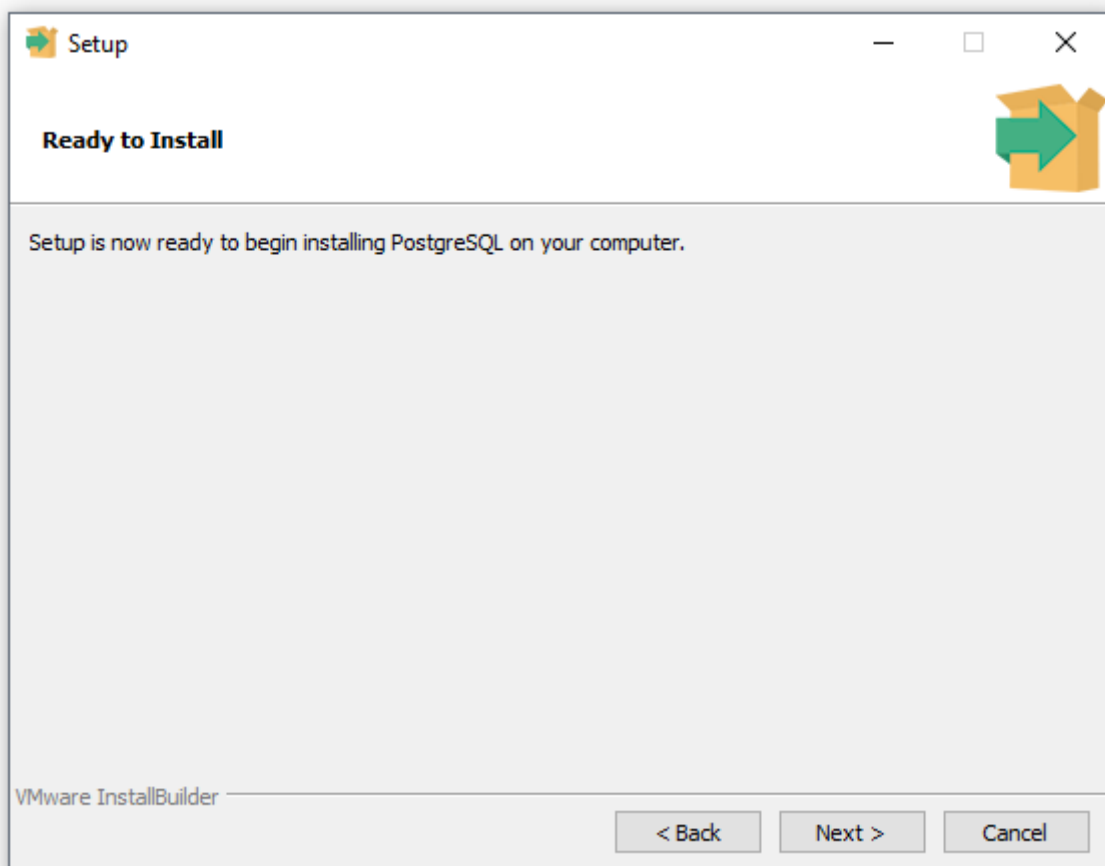 Setup
Ready to Install
Setup is now ready to begin installing PostgreSQL on your computer.
VMware InstallBuilder
< Back
Next >
Cancel